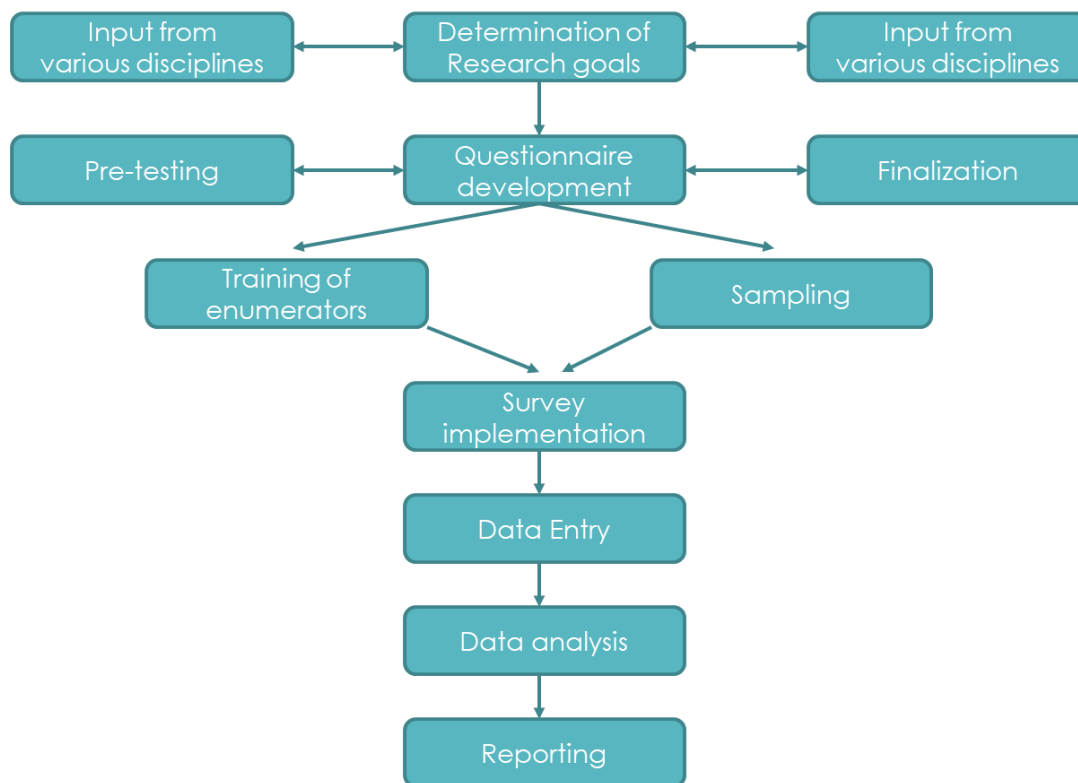 Input from
various disciplines
Determination of
Research goals
Input from
various disciplines
Pre-testing
Questionnaire
development
Finalization
Training of
enumerators
Sampling
Survey
implementation
Data Entry
Data analysis
Reporting